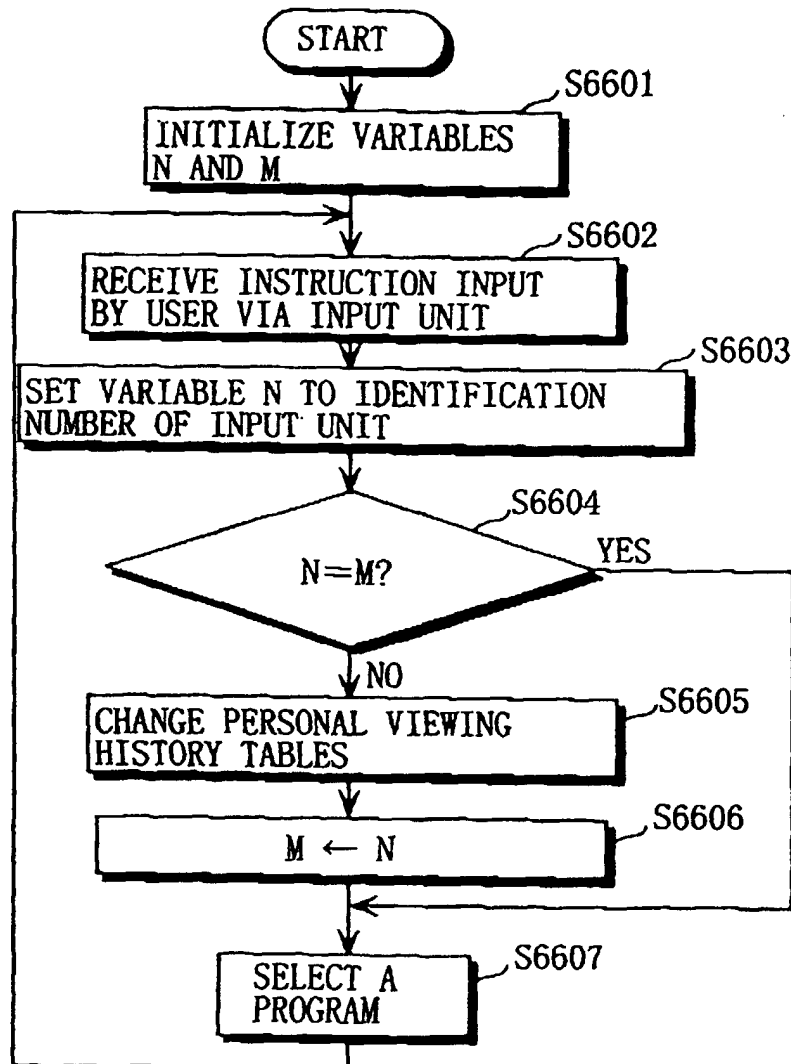 START
S6601
INITIALIZE VARIABLES
N AND M
S6602
RECEIVE INSTRUCTION INPUT
BY USER VIA INPUT UNIT
S6603
SET VARIABLE N TO IDENTIFICATION
NUMBER OF INPUT UNIT
S6604
N=M?
YES
NO
S6605
CHANGE PERSONAL VIEWING
HISTORY TABLES
S6606
M ← N
S6607
SELECT A
PROGRAM